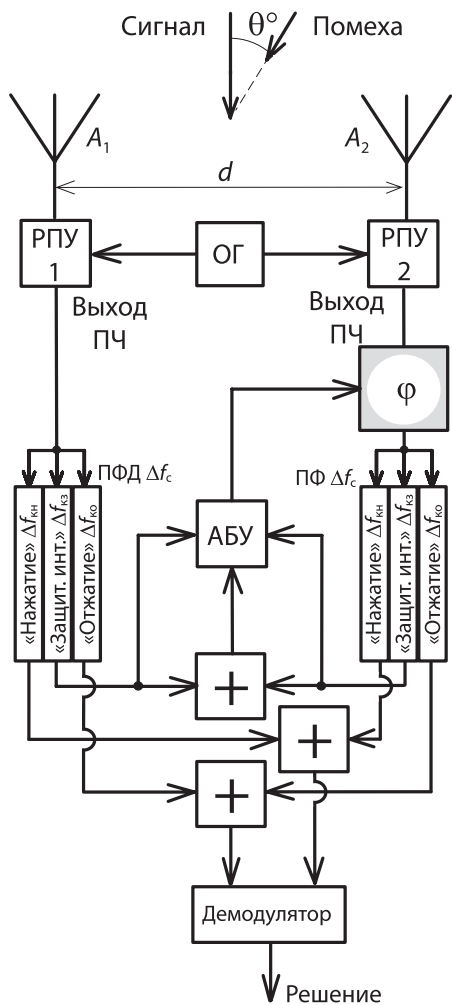 Сигнал θ° Помеха
A₁ A₂
d
РПУ 1 ОГ РПУ 2
Выход ПЧ Выход ПЧ
φ
ПФД Δfс ПФ Δfс
«Нажатие» Δfкн
«Защит. инт.» Δfкз
«Отжатие» Δfко
АБУ
«Нажатие» Δfкн
«Защит. инт.» Δfкз
«Отжатие» Δfко
+
+
+
Демодулятор
Решение